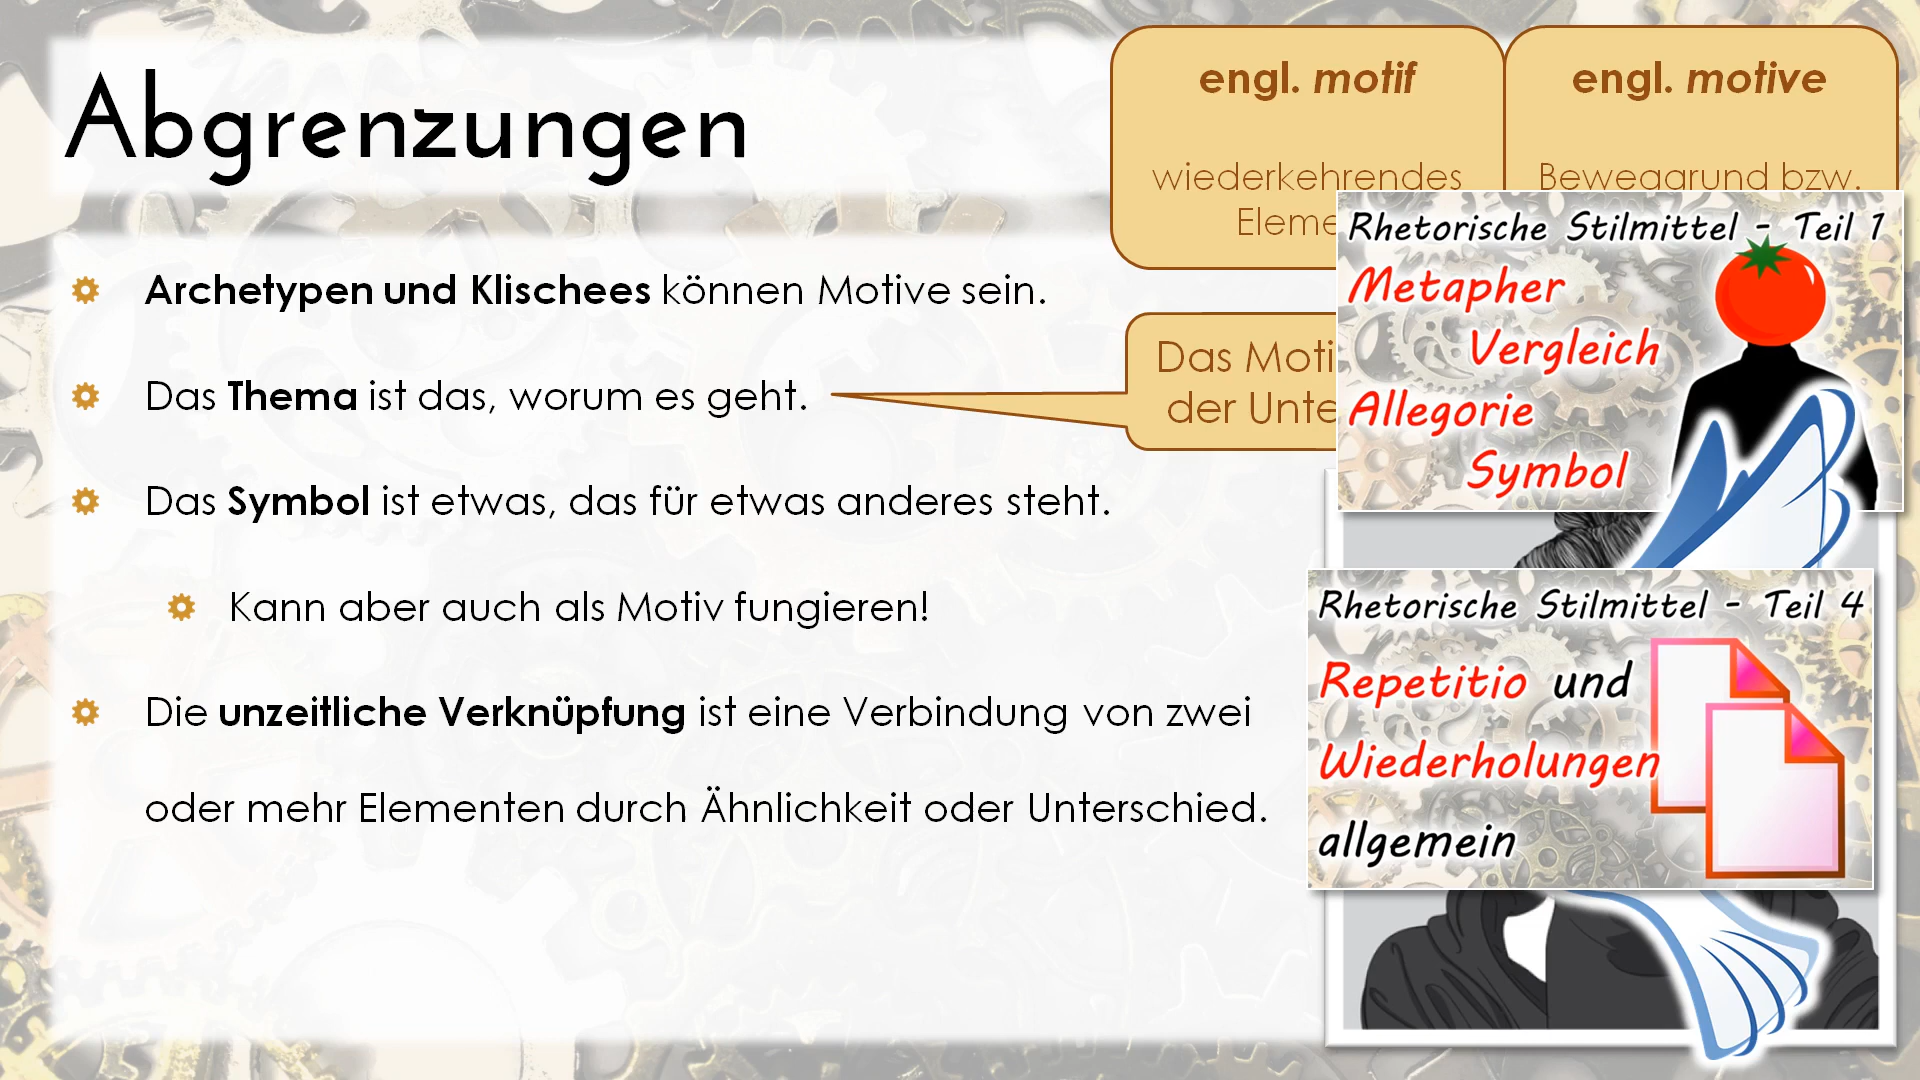 Abgrenzungen
engl. motif
wiederkehrendes
engl. motive
Beweggrund bzw.
Archetypen und Klischees können Motive sein.
Das Thema ist das, worum es geht.
Das
der
Das Symbol ist etwas, das für etwas anderes steht.
Kann aber auch als Motiv fungieren!
Die unzeitliche Verknüpfung ist eine Verbindung von zwei
oder mehr Elementen durch Ähnlichkeit oder Unterschied.
Rhetorische Stilmittel - Teil 1
Metapher
Vergleich
Allegorie
Symbol
Rhetorische Stilmittel - Teil 4
Repetitio und
Wiederholungen
allgemein